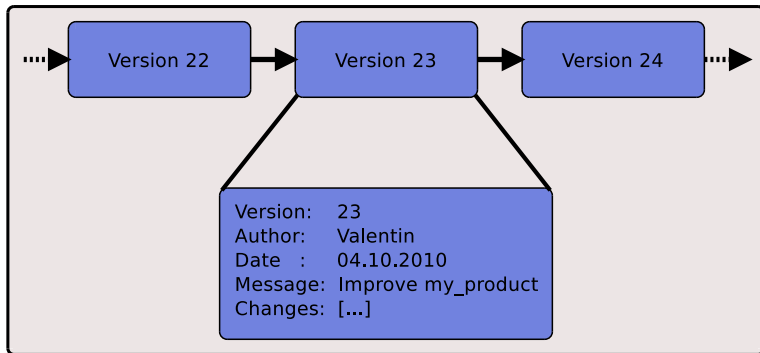 Version 22 Version 23 Version 24
Version: 23
Author: Valentin
Date : 04.10.2010
Message: Improve my_product
Changes: [...]